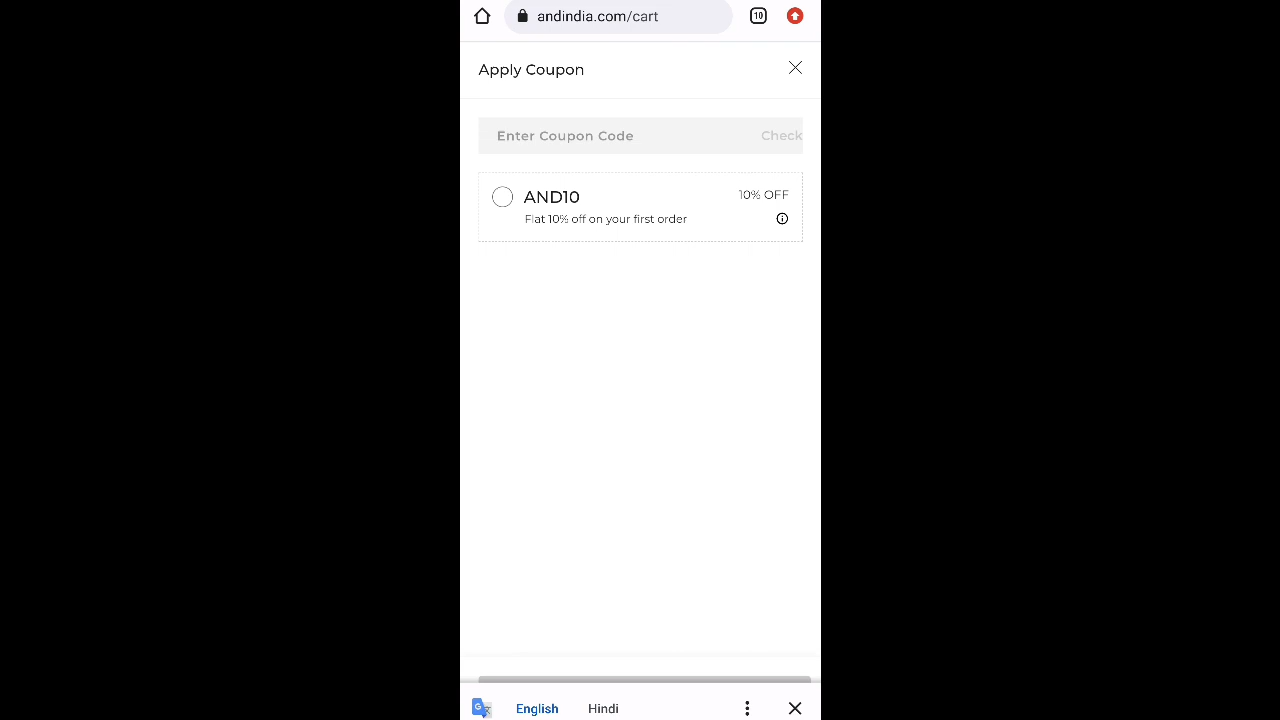 andindia.com/cart
10
Apply Coupon
Enter Coupon Code
Check
AND10
10% OFF
Flat 10% off on your first order
English
Hindi